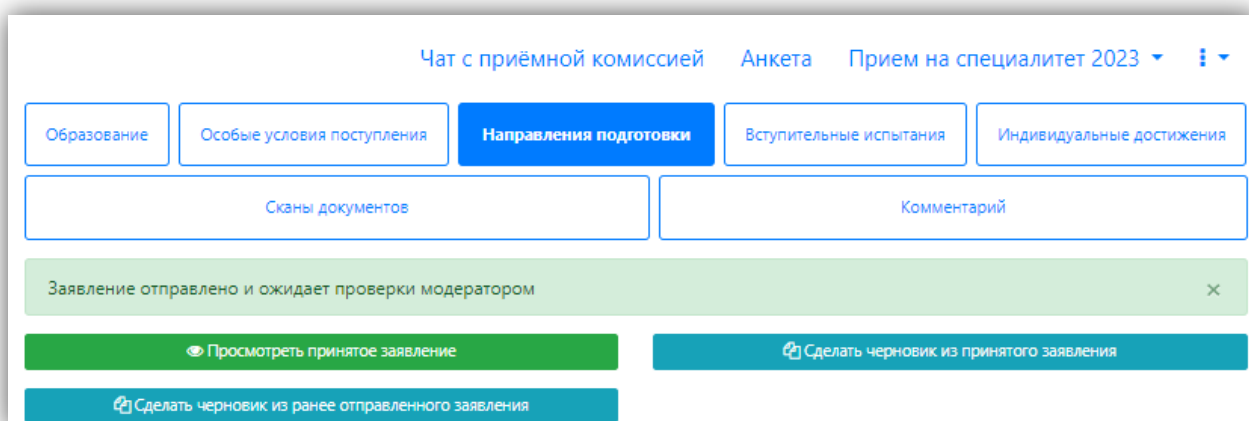 Чат с приёмной комиссией Анкета Прием на специалитет 2023
Образование Особые условия поступления Направления подготовки Вступительные испытания Индивидуальные достижения
Сканы документов Комментарий
Заявление отправлено и ожидает проверки модератором ×
Просмотреть принятое заявление Сделать черновик из принятого заявления
Сделать черновик из ранее отправленного заявления